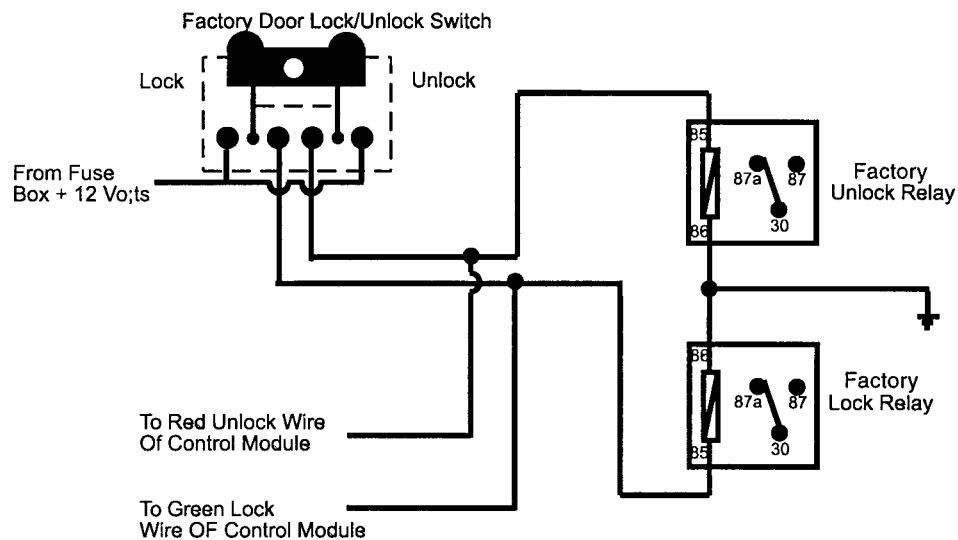 Factory Door Lock/Unlock Switch
Lock
Unlock
From Fuse
Box + 12 Vo;ts
85
87a
87
30
86
Factory
Unlock Relay
86
87a
87
30
85
Factory
Lock Relay
To Red Unlock Wire
Of Control Module
To Green Lock
Wire OF Control Module